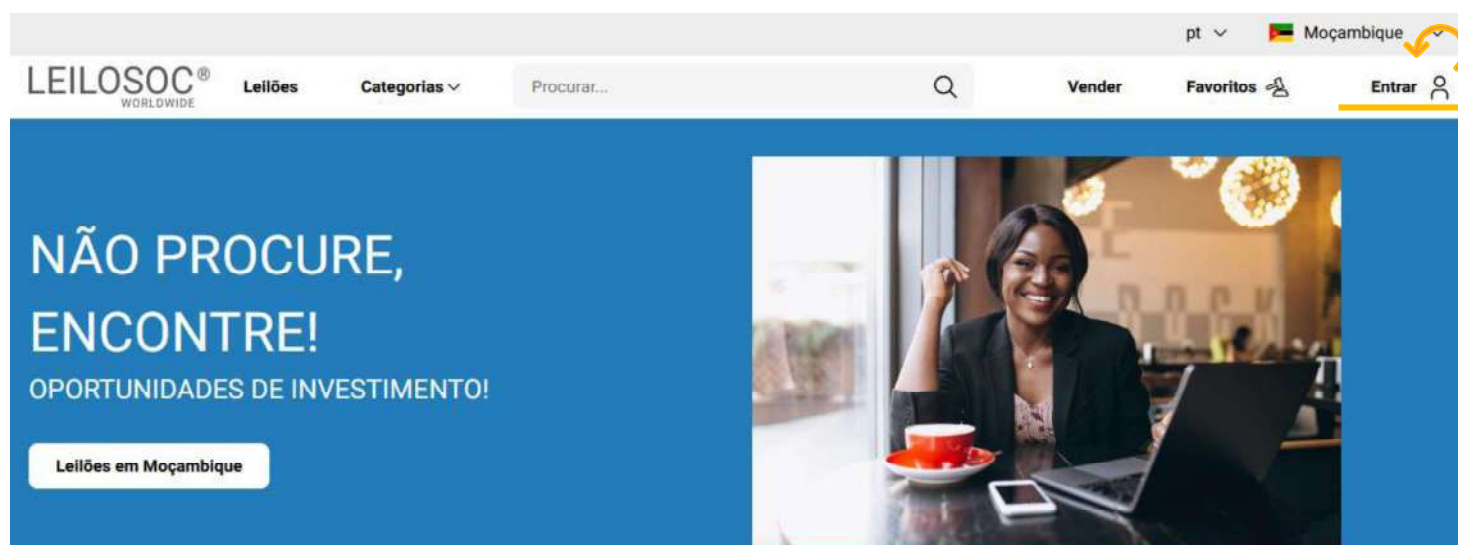 pt Moçambique
LEILOSOC® Leilões Categorias Procurar... Vender Favoritos Entrar
WORLDWIDE
NÃO PROCURE,
ENCONTRE!
OPORTUNIDADES DE INVESTIMENTO!
Leilões em Moçambique